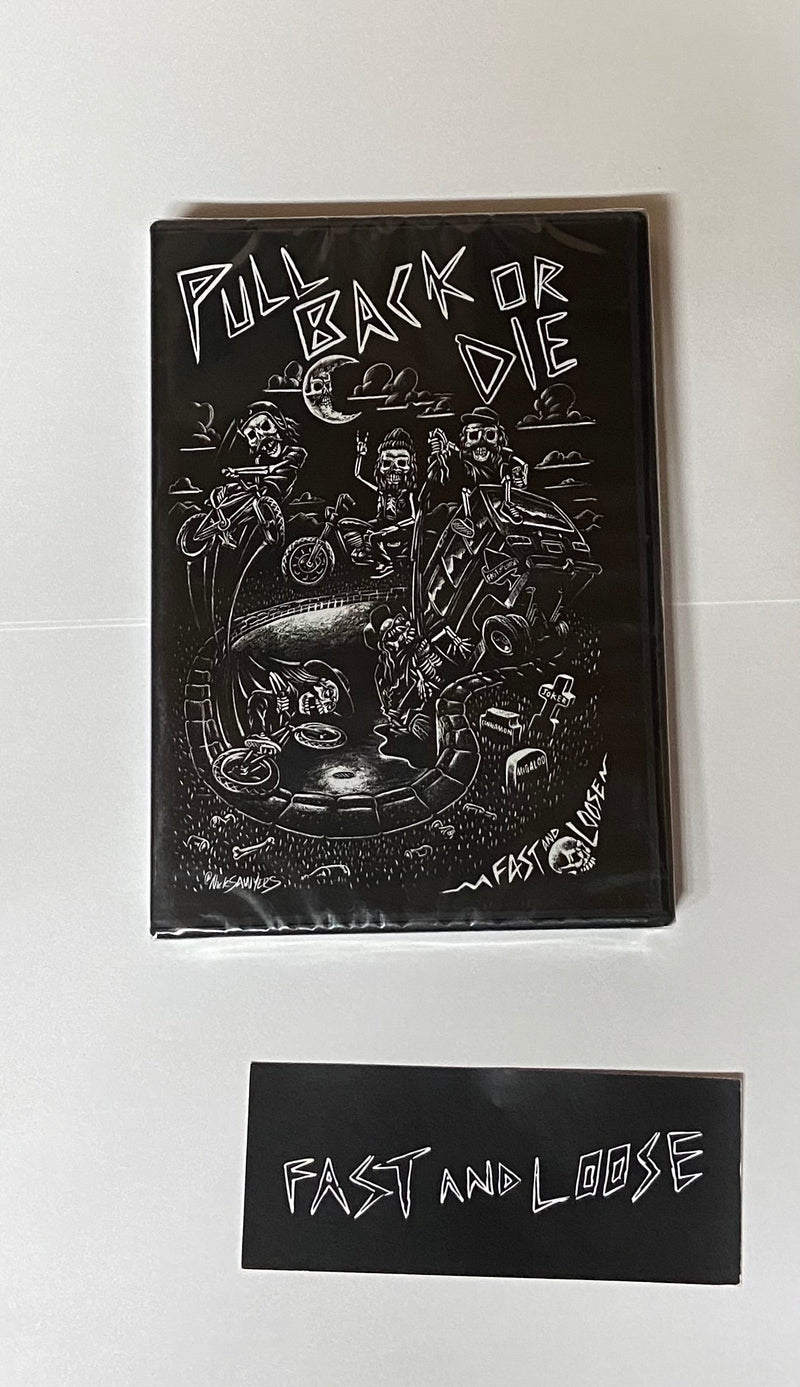 PULL
BACK OR
DIE
JOKER
CINNAMON
MIGALOO
FAST AND LOOSE
@NICKSAWYERS
FAST AND LOOSE